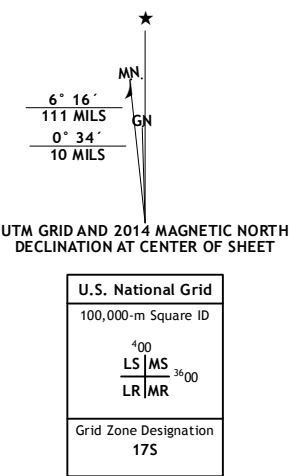 ★
MN.
6° 16´
111 MILS
GN
0° 34´
10 MILS
UTM GRID AND 2014 MAGNETIC NORTH
DECLINATION AT CENTER OF SHEET
U.S. National Grid
100,000-m Square ID
⁴00
LS MS
³⁶00
LR MR
Grid Zone Designation
17S